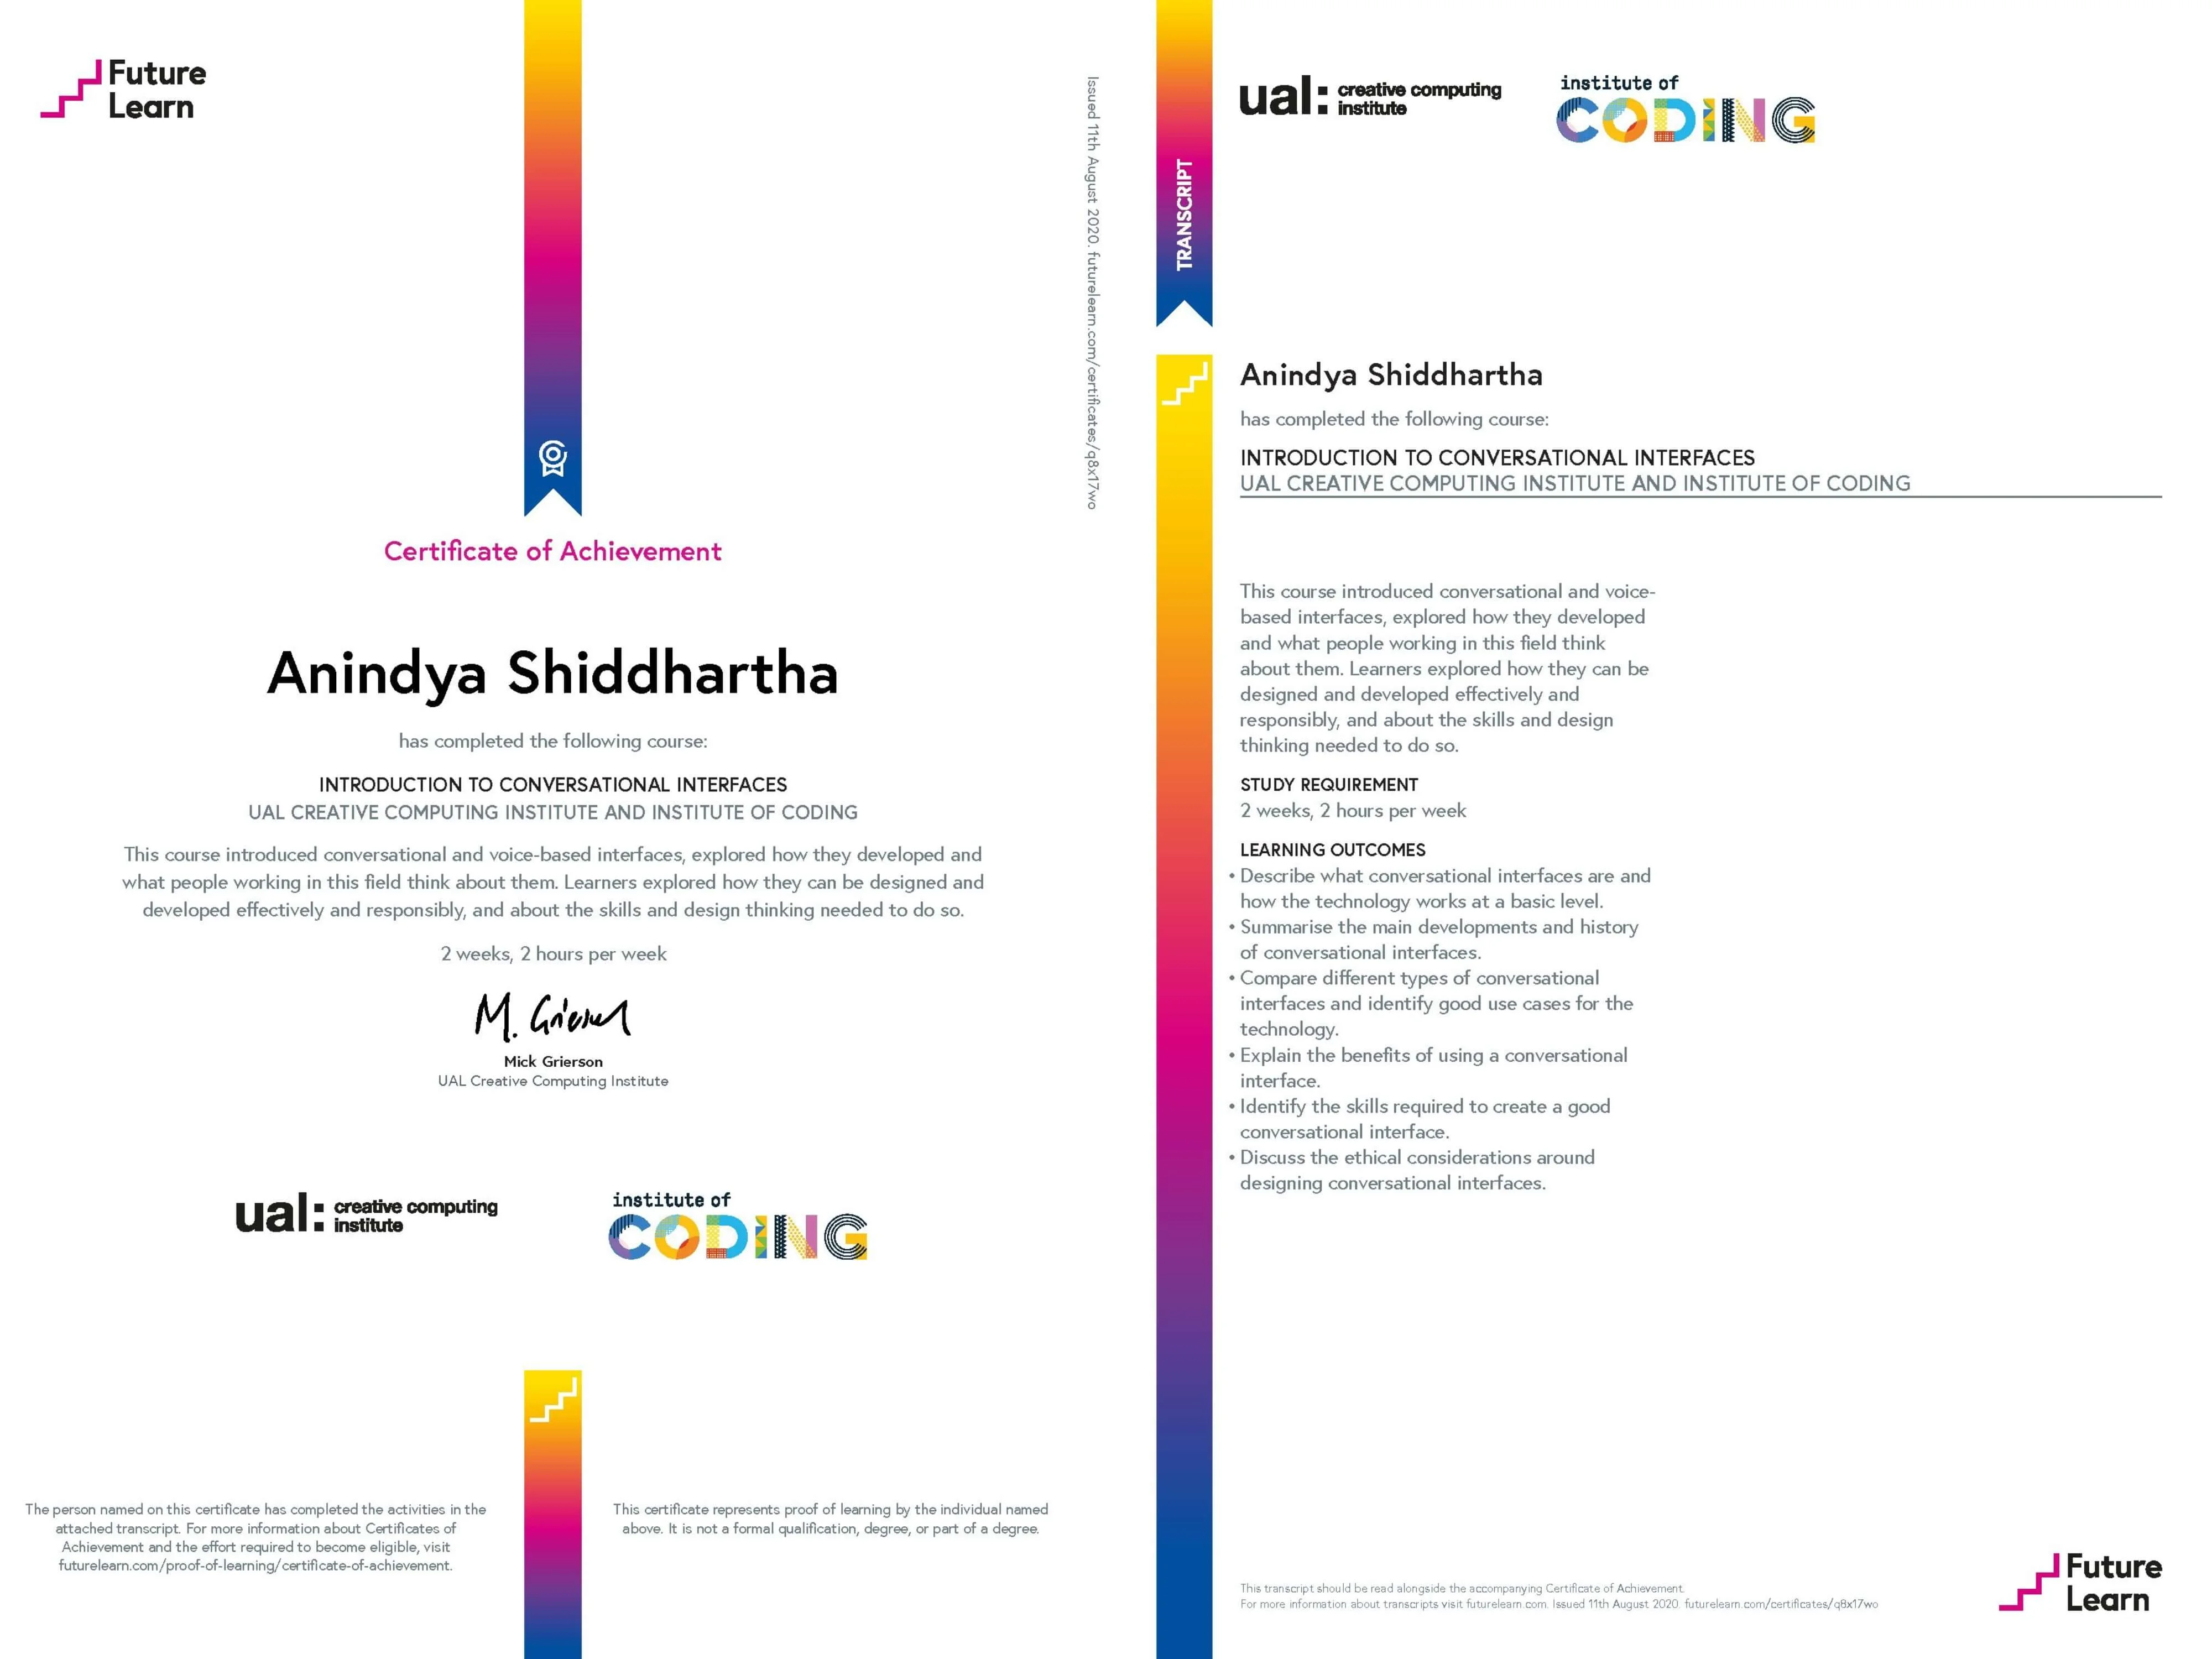 Future
Learn
Issued 11th August 2020. futurelearn.com/certificates/q8x17wo
Certificate of Achievement
Anindya Shiddhartha
has completed the following course:
INTRODUCTION TO CONVERSATIONAL INTERFACES
UAL CREATIVE COMPUTING INSTITUTE AND INSTITUTE OF CODING
This course introduced conversational and voice-based interfaces, explored how they developed and
what people working in this field think about them. Learners explored how they can be designed and
developed effectively and responsibly, and about the skills and design thinking needed to do so.
2 weeks, 2 hours per week
M. Grierson
Mick Grierson
UAL Creative Computing Institute
ual: creative computing
institute
institute of
CODING
The person named on this certificate has completed the activities in the
attached transcript. For more information about Certificates of
Achievement and the effort required to become eligible, visit
futurelearn.com/proof-of-learning/certificate-of-achievement.
This certificate represents proof of learning by the individual named
above. It is not a formal qualification, degree, or part of a degree.
TRANSCRIPT
ual: creative computing
institute
institute of
CODING
Anindya Shiddhartha
has completed the following course:
INTRODUCTION TO CONVERSATIONAL INTERFACES
UAL CREATIVE COMPUTING INSTITUTE AND INSTITUTE OF CODING
This course introduced conversational and voice-
based interfaces, explored how they developed
and what people working in this field think
about them. Learners explored how they can be
designed and developed effectively and
responsibly, and about the skills and design
thinking needed to do so.
STUDY REQUIREMENT
2 weeks, 2 hours per week
LEARNING OUTCOMES
• Describe what conversational interfaces are and
how the technology works at a basic level.
• Summarise the main developments and history
of conversational interfaces.
• Compare different types of conversational
interfaces and identify good use cases for the
technology.
• Explain the benefits of using a conversational
interface.
• Identify the skills required to create a good
conversational interface.
• Discuss the ethical considerations around
designing conversational interfaces.
This transcript should be read alongside the accompanying Certificate of Achievement.
For more information about transcripts visit futurelearn.com. Issued 11th August 2020. futurelearn.com/certificates/q8x17wo
Future
Learn